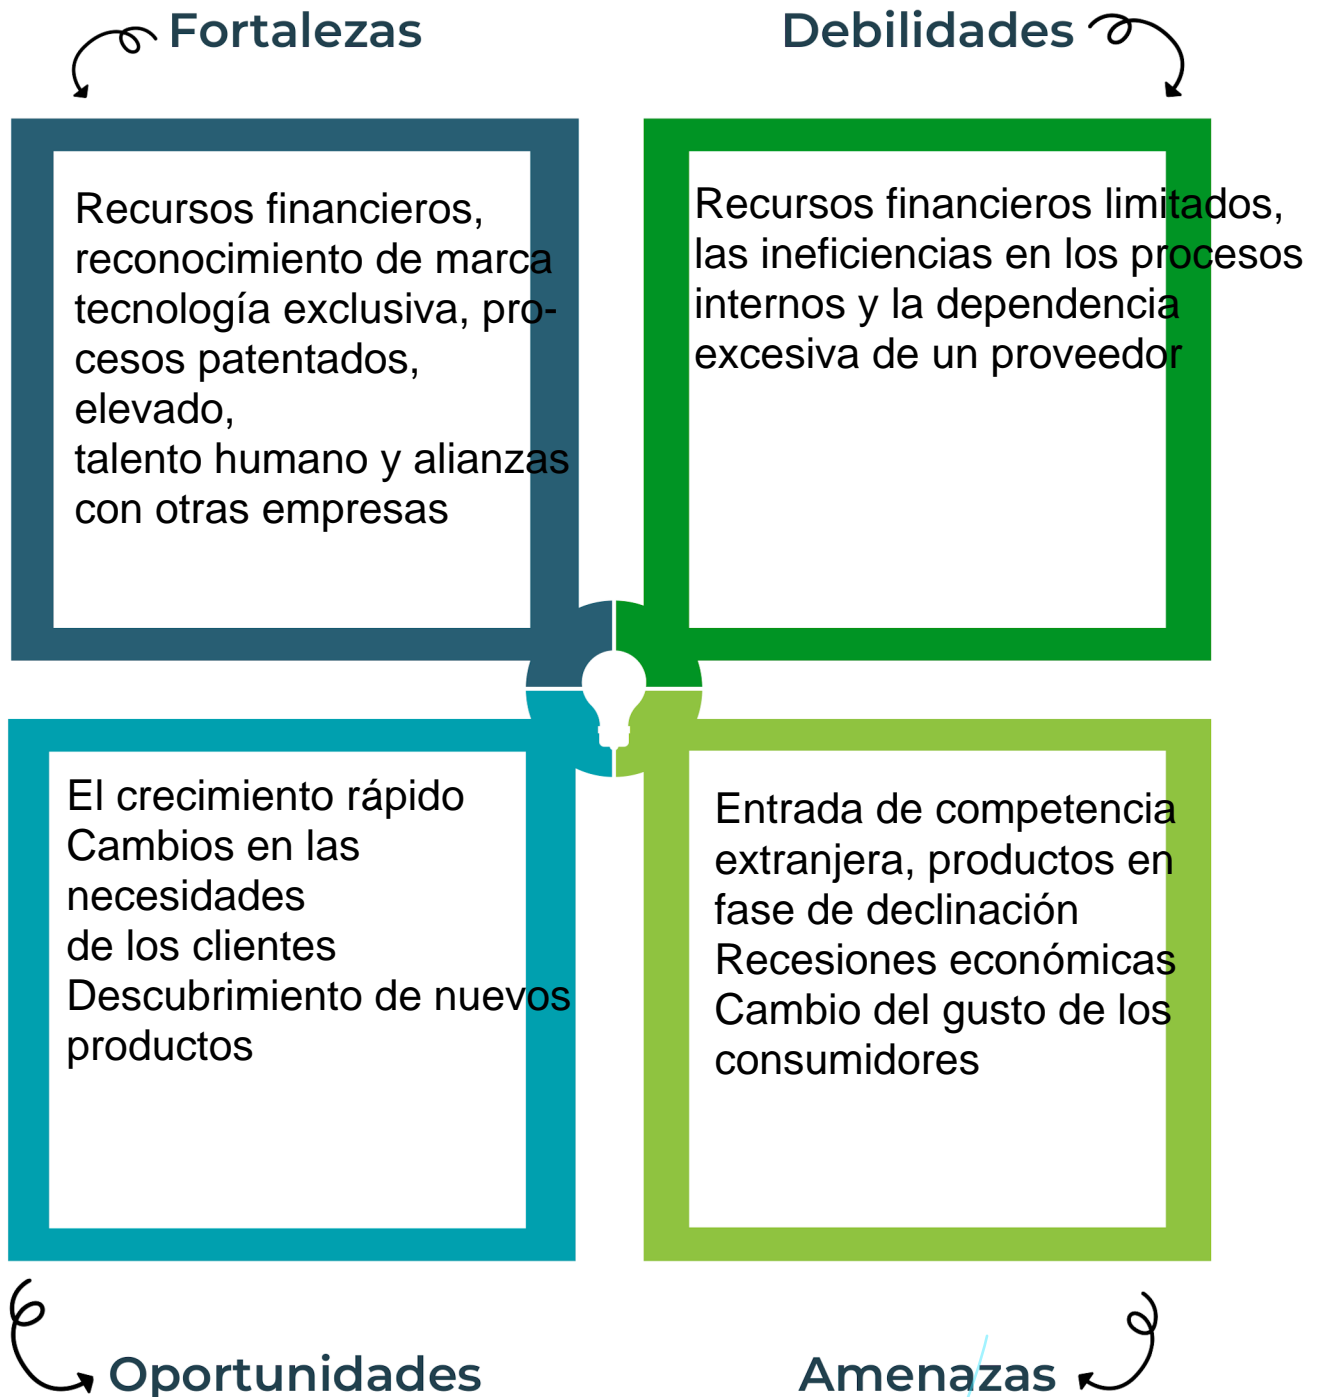 Fortalezas
Recursos financieros,
reconocimiento de marca
tecnología exclusiva, pro-
cesos patentados,
elevado,
talento humano y alianzas
con otras empresas
Debilidades
Recursos financieros limitados,
las ineficiencias en los procesos
internos y la dependencia
excesiva de un proveedor
El crecimiento rápido
Cambios en las
necesidades
de los clientes
Descubrimiento de nuevos
productos
Oportunidades
Entrada de competencia
extranjera, productos en
fase de declinación
Recesiones económicas
Cambio del gusto de los
consumidores
Amenazas